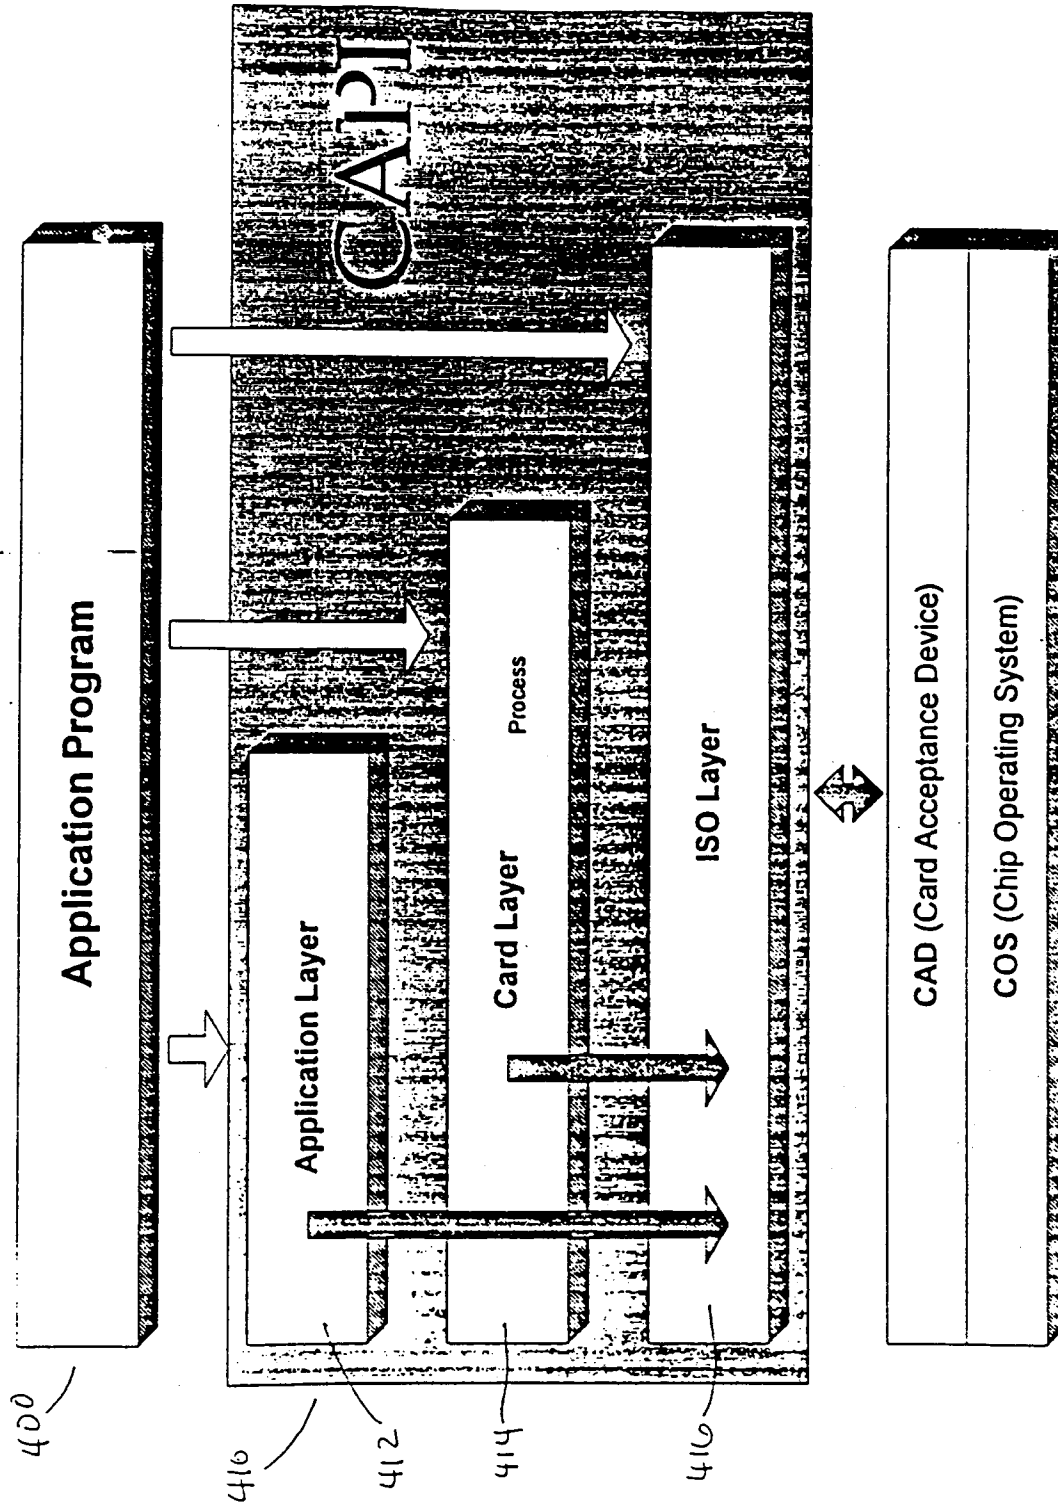 400
Application Program
410
CAPI
412
Application Layer
414
Card Layer
Process
416
ISO Layer
CAD (Card Acceptance Device)
COS (Chip Operating System)